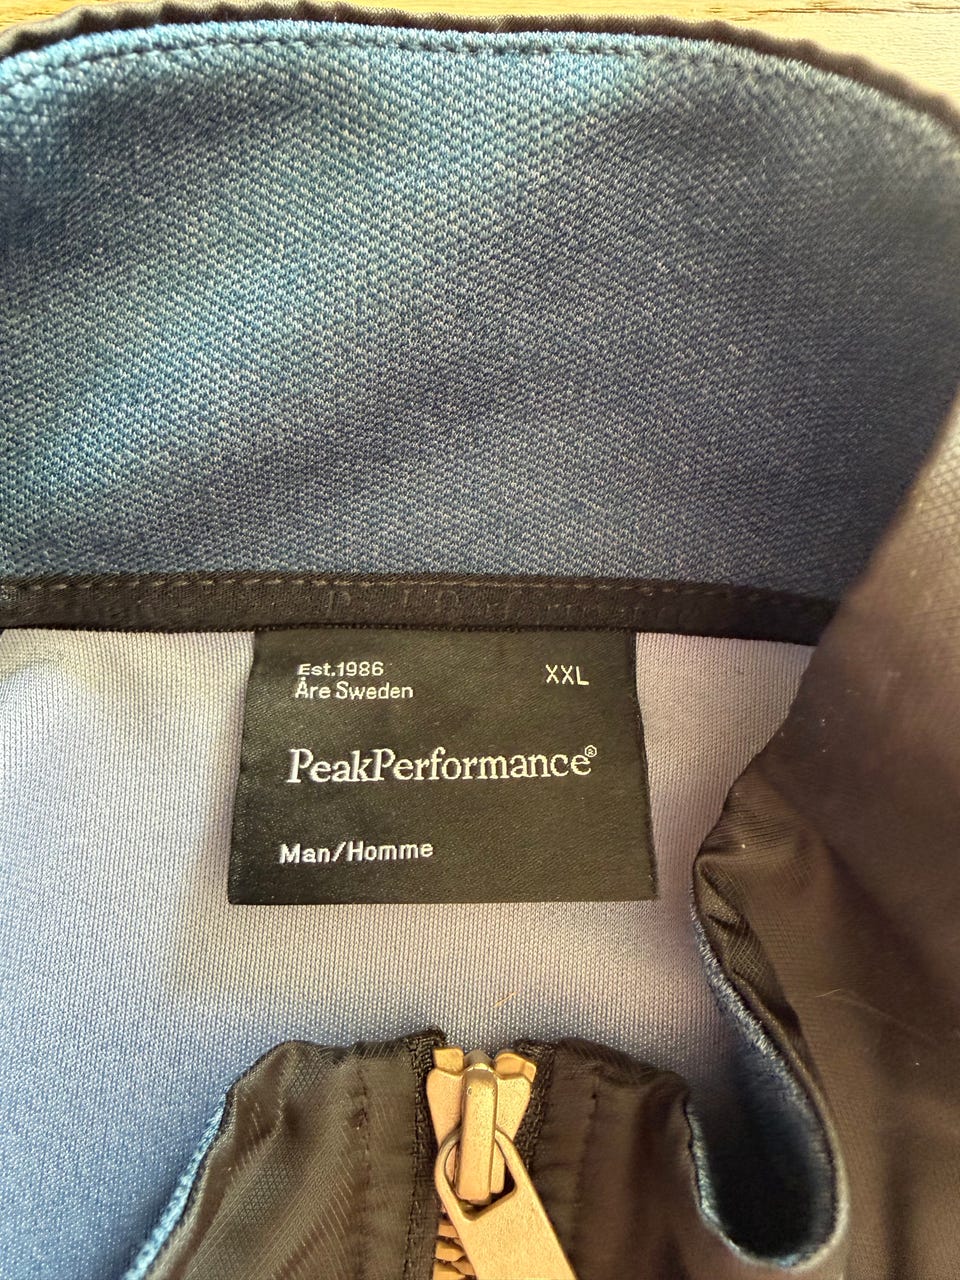 Est.1986
Åre Sweden
XXL
PeakPerformance®
Man/Homme